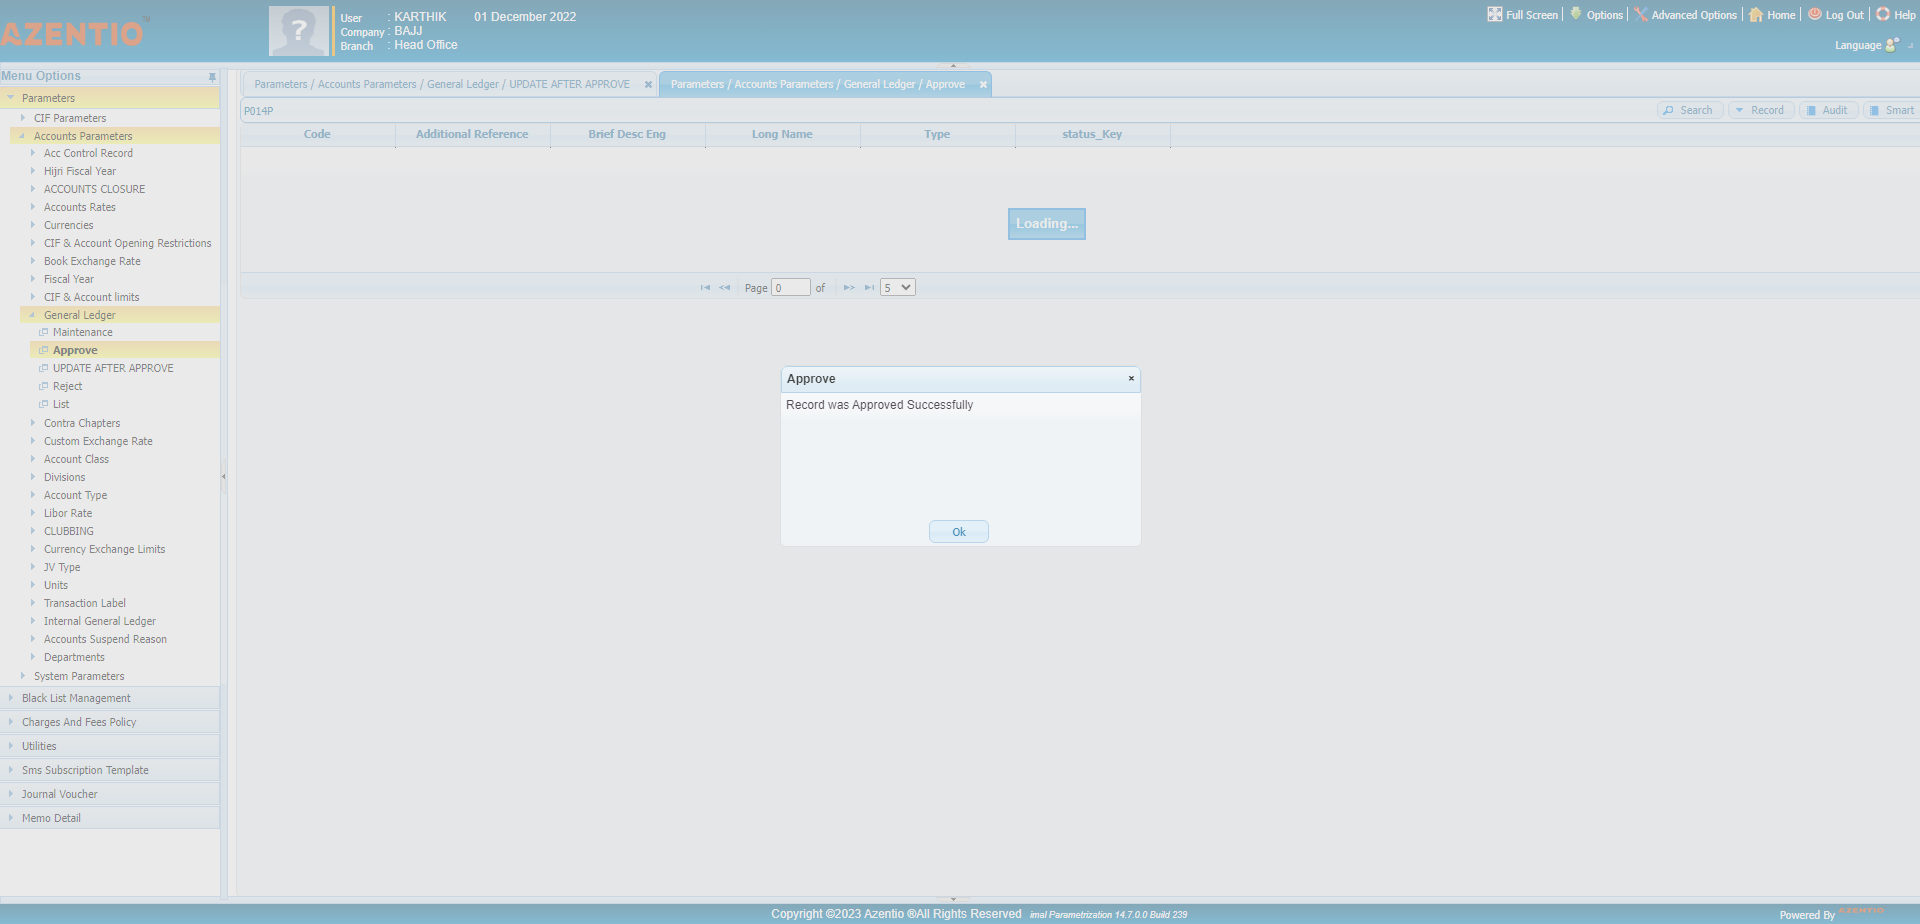 AZENTIO™
User : KARTHIK 01 December 2022
Company : BAJJ
Branch : Head Office
Full Screen Options Advanced Options Home Log Out Help
Language
Menu Options
Parameters
CIF Parameters
Accounts Parameters
Acc Control Record
Hijri Fiscal Year
ACCOUNTS CLOSURE
Accounts Rates
Currencies
CIF & Account Opening Restrictions
Book Exchange Rate
Fiscal Year
CIF & Account limits
General Ledger
Maintenance
Approve
UPDATE AFTER APPROVE
Reject
List
Contra Chapters
Custom Exchange Rate
Account Class
Divisions
Account Type
Libor Rate
CLUBBING
Currency Exchange Limits
JV Type
Units
Transaction Label
Internal General Ledger
Accounts Suspend Reason
Departments
System Parameters
Black List Management
Charges And Fees Policy
Utilities
Sms Subscription Template
Journal Voucher
Memo Detail
Parameters / Accounts Parameters / General Ledger / UPDATE AFTER APPROVE
Parameters / Accounts Parameters / General Ledger / Approve
P014P
Search Record Audit Smart
Code Additional Reference Brief Desc Eng Long Name Type status_Key
Loading...
Page 0 of 5
Approve
Record was Approved Successfully
Ok
Copyright ©2023 Azentio ®All Rights Reserved imal Parametrization 14.7.0.0 Build 239
Powered By AZENTIO